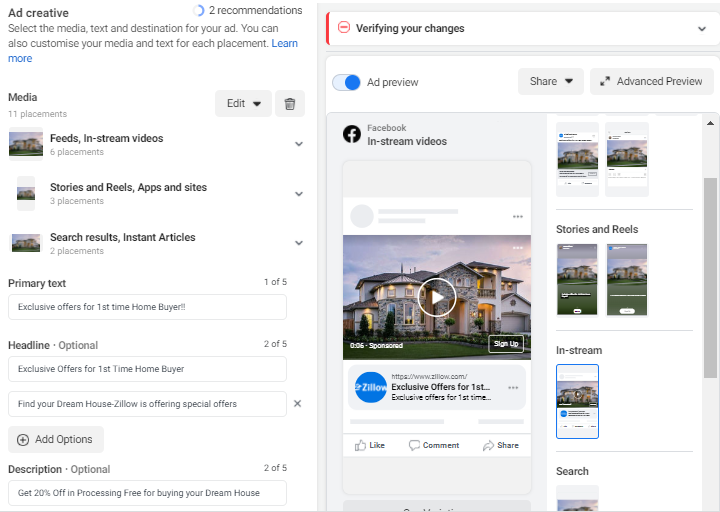 Ad creative
2 recommendations
Select the media, text and destination for your ad. You can
also customise your media and text for each placement. Learn
more
Media
11 placements
Edit
Feeds, In-stream videos
6 placements
Stories and Reels, Apps and sites
3 placements
Search results, Instant Articles
2 placements
Primary text
1 of 5
Exclusive offers for 1st time Home Buyer!!
Headline · Optional
2 of 5
Exclusive Offers for 1st Time Home Buyer
Find your Dream House-Zillow is offering special offers
Add Options
Description · Optional
2 of 5
Get 20% Off in Processing Free for buying your Dream House
Verifying your changes
Ad preview
Share
Advanced Preview
Facebook
In-stream videos
0:06 · Sponsored
Sign Up
Zillow
https://www.zillow.com/
Exclusive Offers for 1st...
Exclusive offers for 1st time...
Like
Comment
Share
Stories and Reels
In-stream
Search